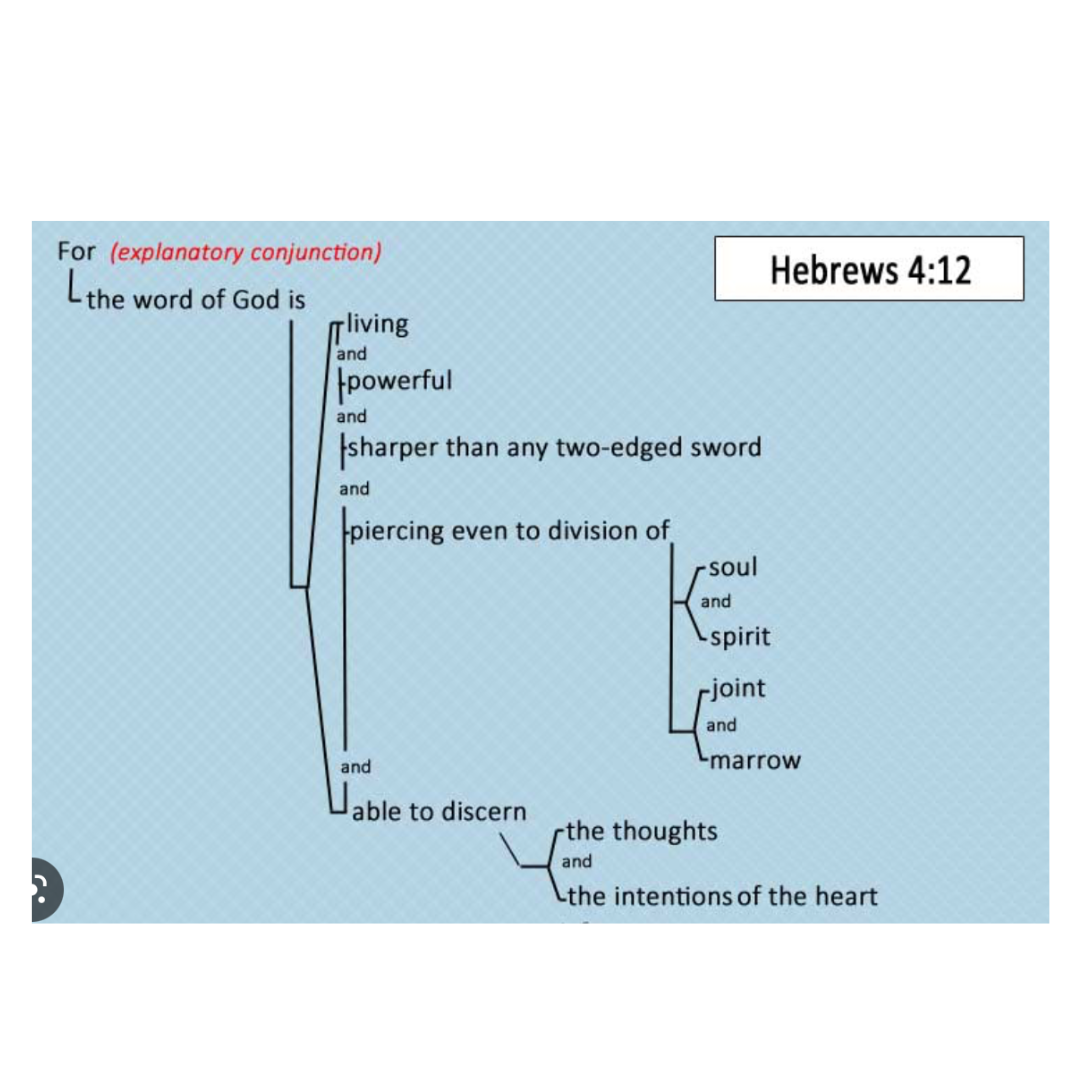 For (explanatory conjunction)
Hebrews 4:12
the word of God is
living
and
powerful
and
sharper than any two-edged sword
and
piercing even to division of
soul
and
spirit
joint
and
marrow
and
able to discern
the thoughts
and
the intentions of the heart